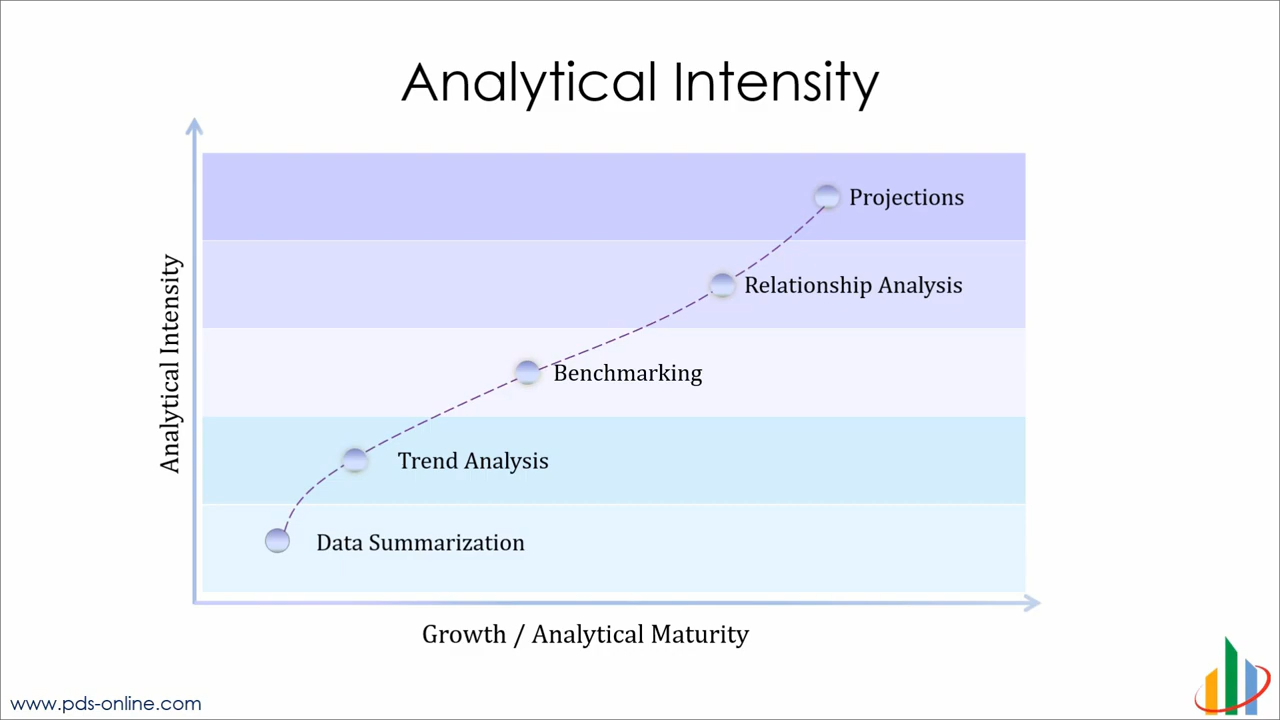 Analytical Intensity
Projections
Relationship Analysis
Benchmarking
Trend Analysis
Data Summarization
Analytical Intensity
Growth / Analytical Maturity
www.pds-online.com